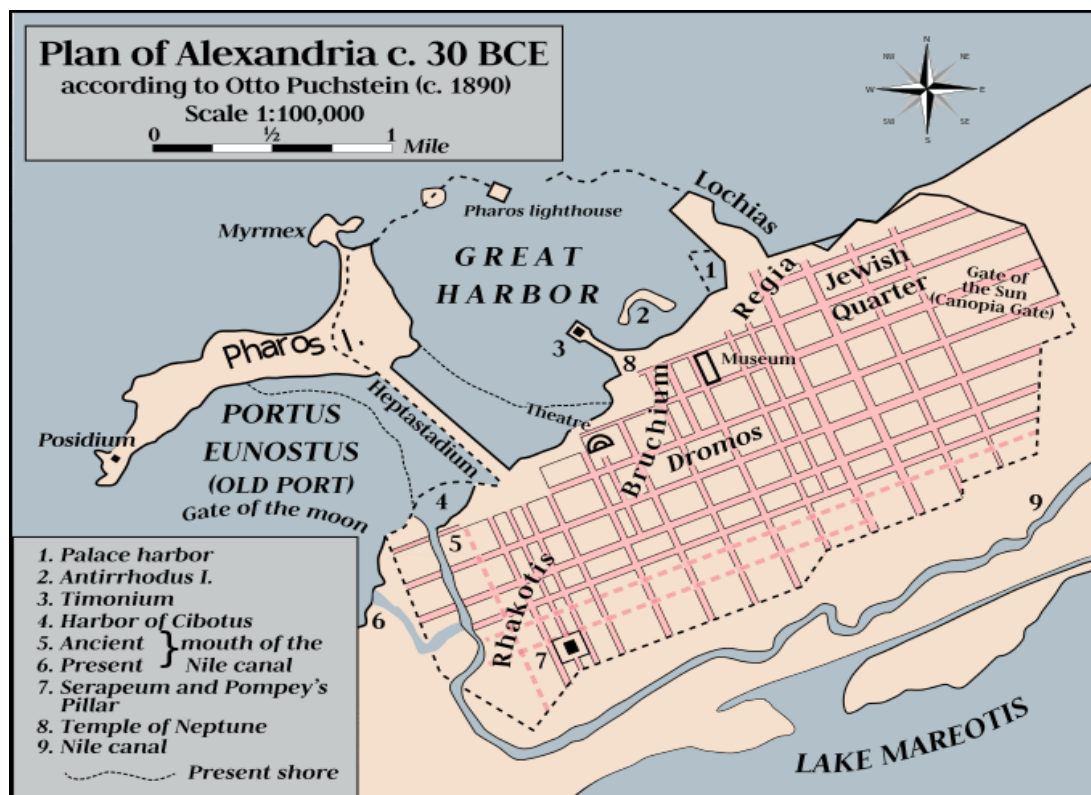 Plan of Alexandria c. 30 BCE
according to Otto Puchstein (c. 1890)
Scale 1:100,000
0 ½ 1
Mile
N
NW NE
W E
SW SE
S
Lochias
Pharos lighthouse
Myrmex
GREAT
HARBOR
1
2
3
8
Regia
Jewish
Quarter
Gate of
the Sun
(Canopia Gate)
Museum
Pharos I.
Heptastadium
Theatre
Bruchium
Dromos
PORTUS
EUNOSTUS
(OLD PORT)
Posidium
Gate of the moon
4
5
6
Rhakotis
7
9
LAKE MAREOTIS
1. Palace harbor
2. Antirrhodus I.
3. Timonium
4. Harbor of Cibotus
5. Ancient } mouth of the
6. Present Nile canal
7. Serapeum and Pompey's
Pillar
8. Temple of Neptune
9. Nile canal
Present shore